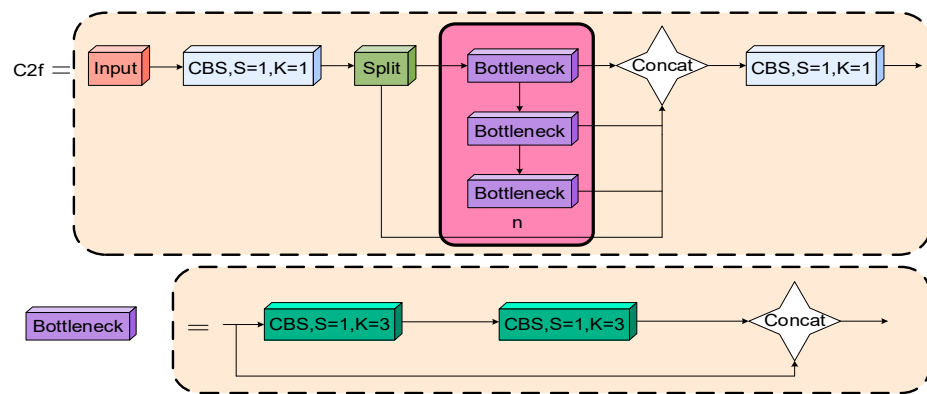 C2f =
Input
CBS,S=1,K=1
Split
Bottleneck
Concat
CBS,S=1,K=1
Bottleneck
Bottleneck
n
Bottleneck
=
CBS,S=1,K=3
CBS,S=1,K=3
Concat